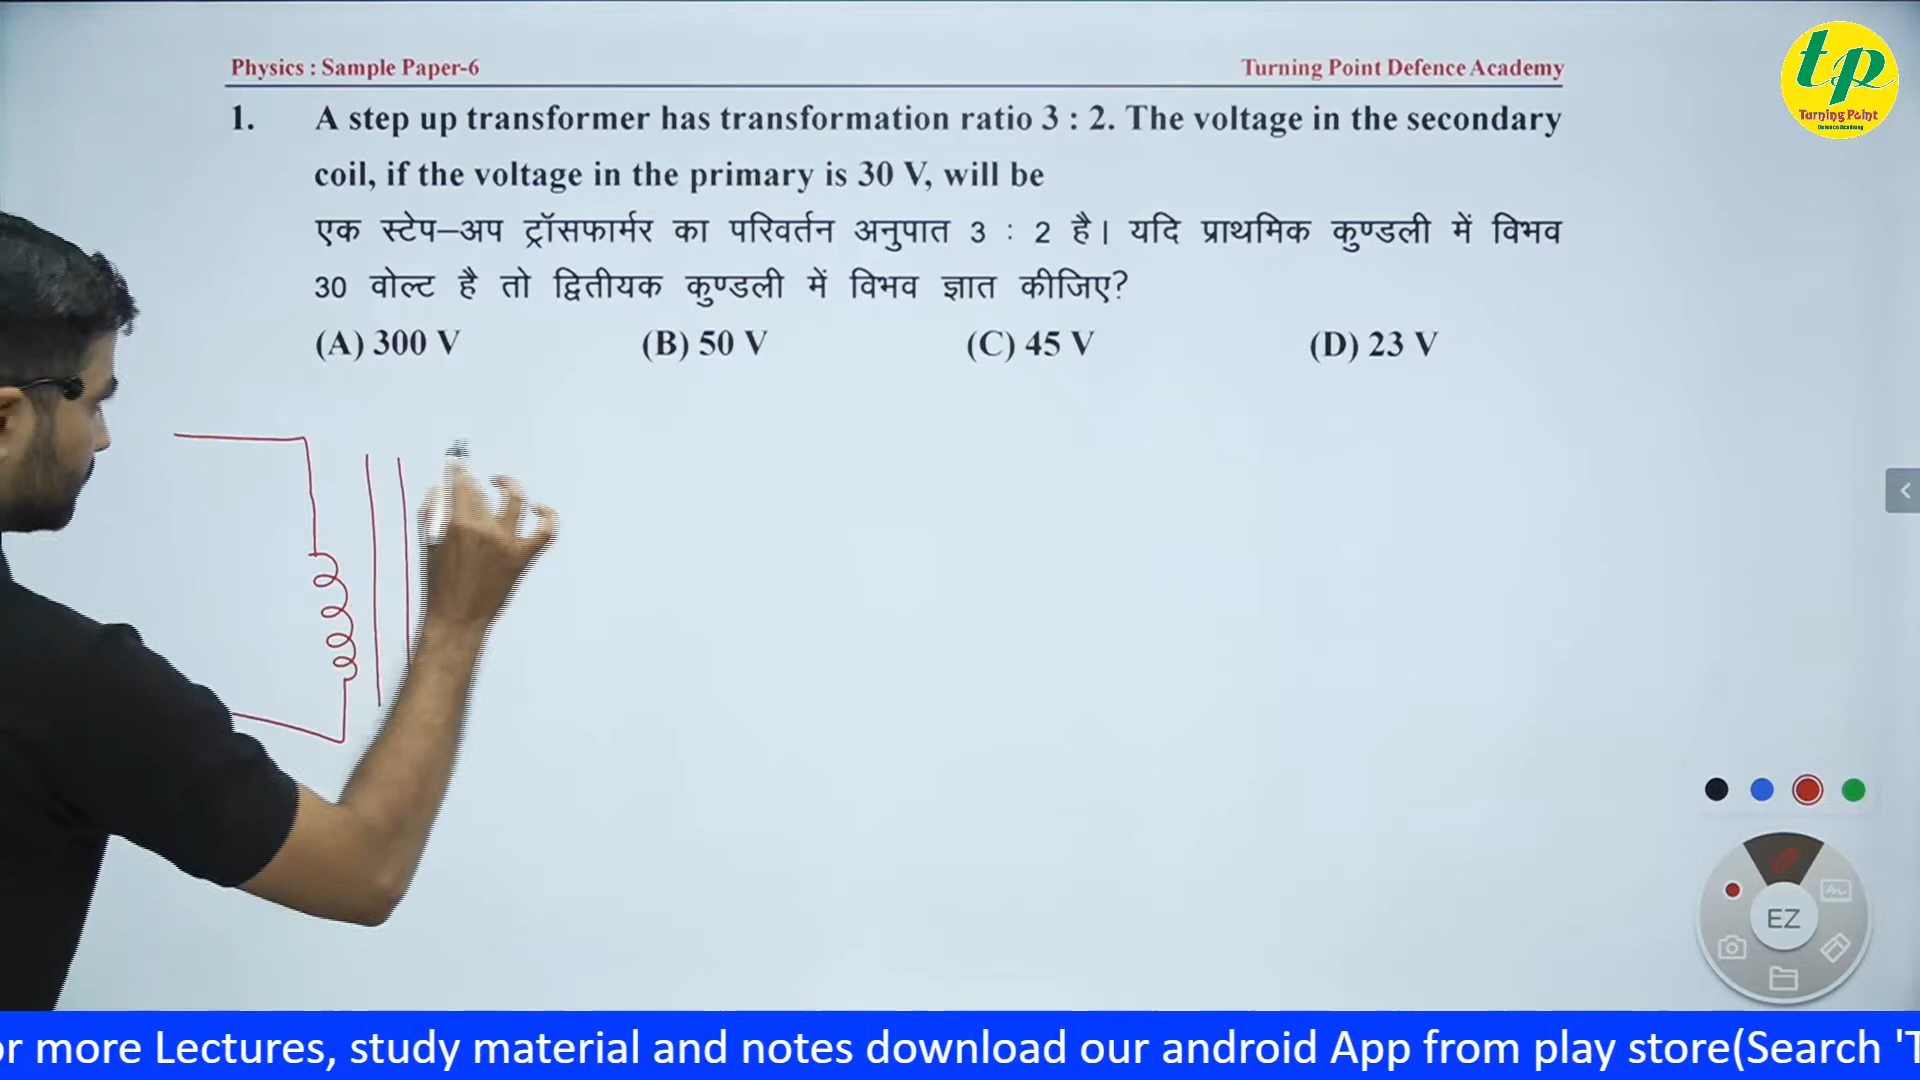 Physics : Sample Paper-6
Turning Point Defence Academy
1. A step up transformer has transformation ratio 3 : 2. The voltage in the secondary
coil, if the voltage in the primary is 30 V, will be
एक स्टेप–अप ट्रॉसफार्मर का परिवर्तन अनुपात 3 : 2 है। यदि प्राथमिक कुण्डली में विभव
30 वोल्ट है तो द्वितीयक कुण्डली में विभव ज्ञात कीजिए?
(A) 300 V (B) 50 V (C) 45 V (D) 23 V
tp
Turning Point
Defence Academy
EZ
or more Lectures, study material and notes download our android App from play store(Search 'T